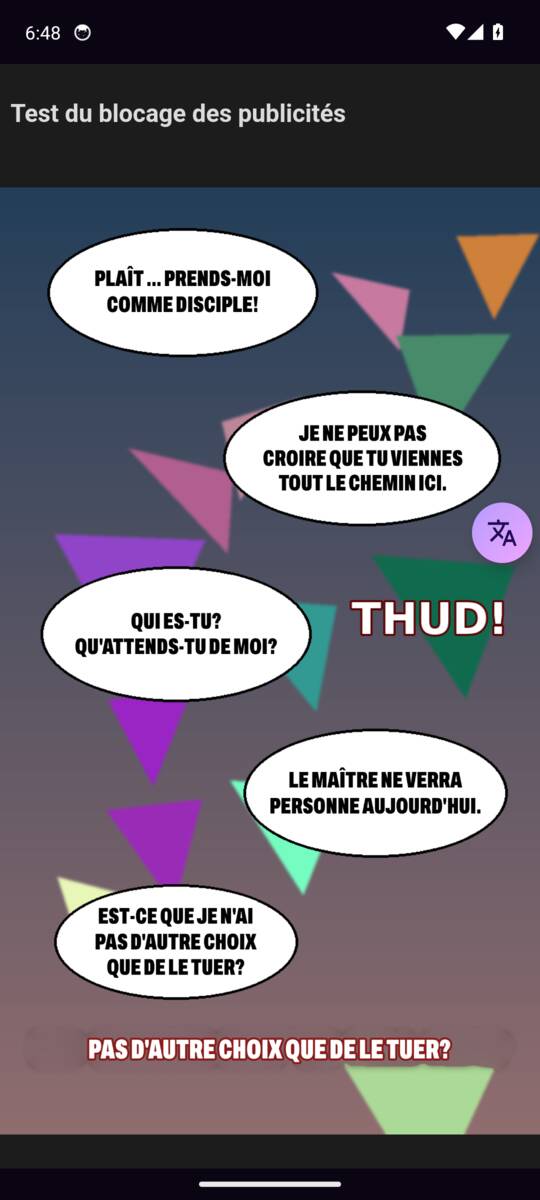 6:48
Test du blocage des publicités
PLAÎT ... PRENDS-MOI
COMME DISCIPLE!
JE NE PEUX PAS
CROIRE QUE TU VIENNES
TOUT LE CHEMIN ICI.
QUI ES-TU?
QU'ATTENDS-TU DE MOI?
THUD!
LE MAÎTRE NE VERRA
PERSONNE AUJOURD'HUI.
EST-CE QUE JE N'AI
PAS D'AUTRE CHOIX
QUE DE LE TUER?
PAS D'AUTRE CHOIX QUE DE LE TUER?